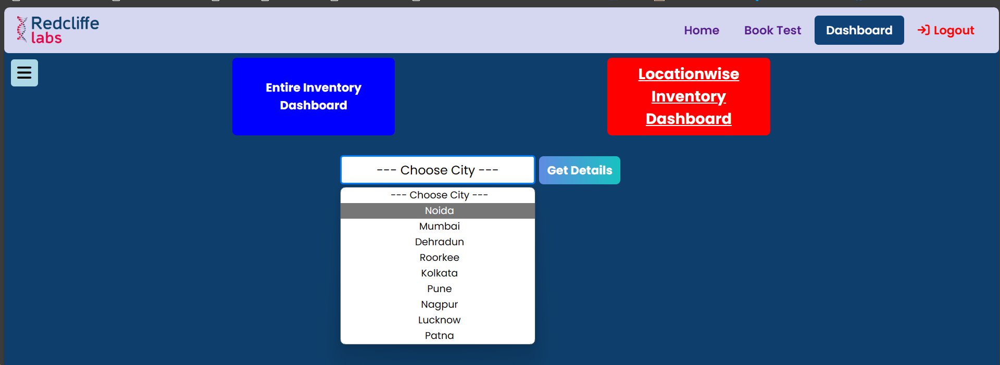 Redcliffe
labs
Home
Book Test
Dashboard
Logout
Entire Inventory
Dashboard
Locationwise
Inventory
Dashboard
--- Choose City ---
Get Details
--- Choose City ---
Noida
Mumbai
Dehradun
Roorkee
Kolkata
Pune
Nagpur
Lucknow
Patna